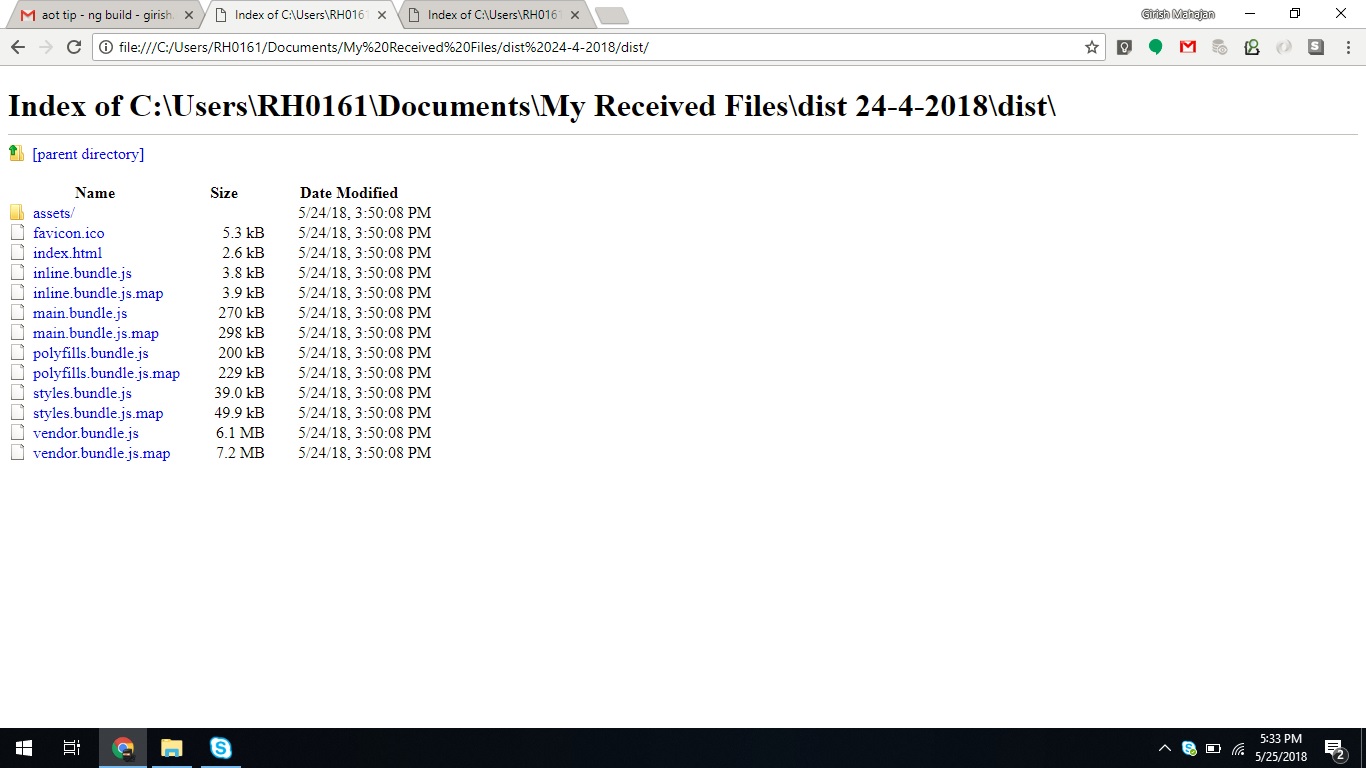 aot tip - ng build - girish.
Index of C:\Users\RH0161
Index of C:\Users\RH0161
Girish Mahajan
file:///C:/Users/RH0161/Documents/My%20Received%20Files/dist%2024-4-2018/dist/
Index of C:\Users\RH0161\Documents\My Received Files\dist 24-4-2018\dist\
[parent directory]
Name Size Date Modified
assets/ 5/24/18, 3:50:08 PM
favicon.ico 5.3 kB 5/24/18, 3:50:08 PM
index.html 2.6 kB 5/24/18, 3:50:08 PM
inline.bundle.js 3.8 kB 5/24/18, 3:50:08 PM
inline.bundle.js.map 3.9 kB 5/24/18, 3:50:08 PM
main.bundle.js 270 kB 5/24/18, 3:50:08 PM
main.bundle.js.map 298 kB 5/24/18, 3:50:08 PM
polyfills.bundle.js 200 kB 5/24/18, 3:50:08 PM
polyfills.bundle.js.map 229 kB 5/24/18, 3:50:08 PM
styles.bundle.js 39.0 kB 5/24/18, 3:50:08 PM
styles.bundle.js.map 49.9 kB 5/24/18, 3:50:08 PM
vendor.bundle.js 6.1 MB 5/24/18, 3:50:08 PM
vendor.bundle.js.map 7.2 MB 5/24/18, 3:50:08 PM
5:33 PM
5/25/2018
2